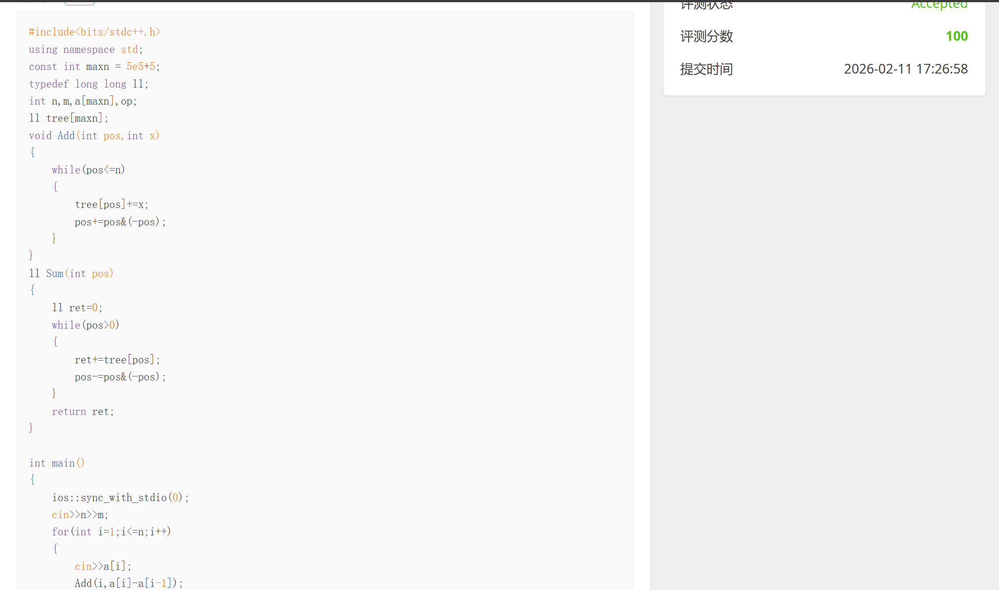 #include<bits/stdc++.h>
using namespace std;
const int maxn = 5e5+5;
typedef long long ll;
int n,m,a[maxn],op;
ll tree[maxn];
void Add(int pos,int x)
{
    while(pos<=n)
    {
        tree[pos]+=x;
        pos+=pos&(-pos);
    }
}
ll Sum(int pos)
{
    ll ret=0;
    while(pos>0)
    {
        ret+=tree[pos];
        pos-=pos&(-pos);
    }
    return ret;
}
int main()
{
    ios::sync_with_stdio(0);
    cin>>n>>m;
    for(int i=1;i<=n;i++)
    {
        cin>>a[i];
        Add(i,a[i]-a[i-1]);
评测状态 Accepted
评测分数 100
提交时间 2026-02-11 17:26:58